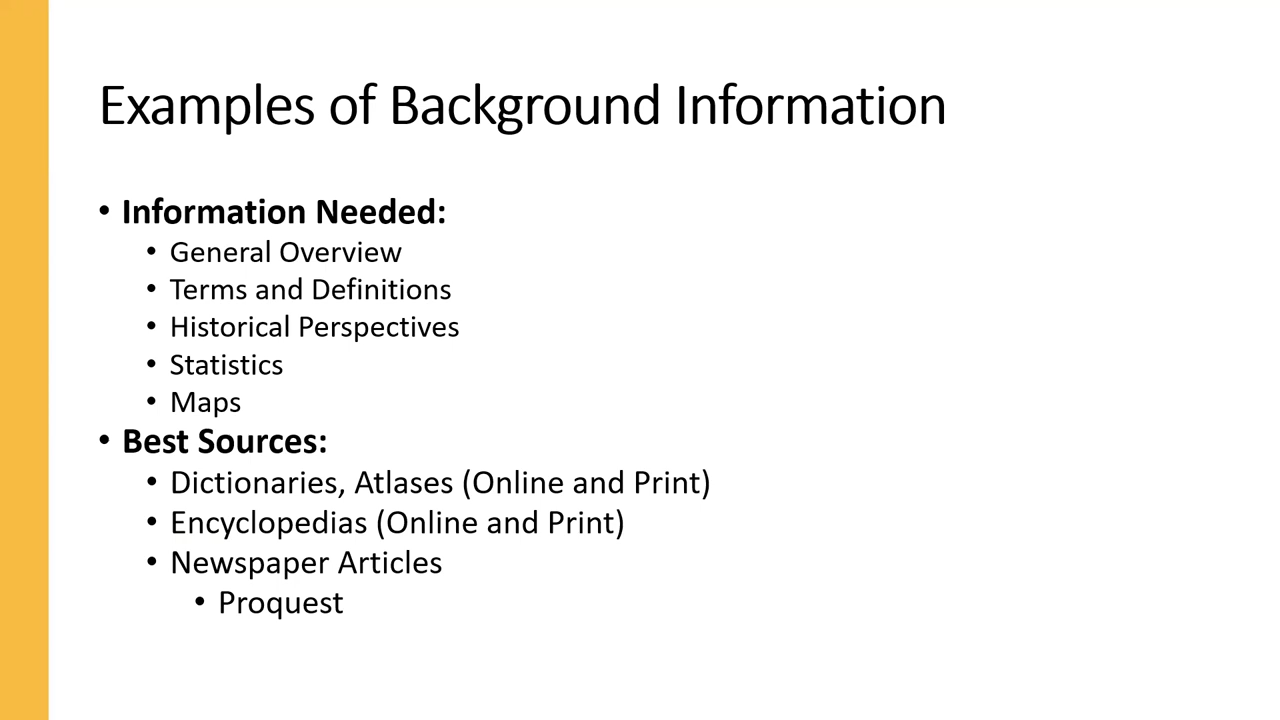 Examples of Background Information
• Information Needed:
• General Overview
• Terms and Definitions
• Historical Perspectives
• Statistics
• Maps
• Best Sources:
• Dictionaries, Atlases (Online and Print)
• Encyclopedias (Online and Print)
• Newspaper Articles
• Proquest